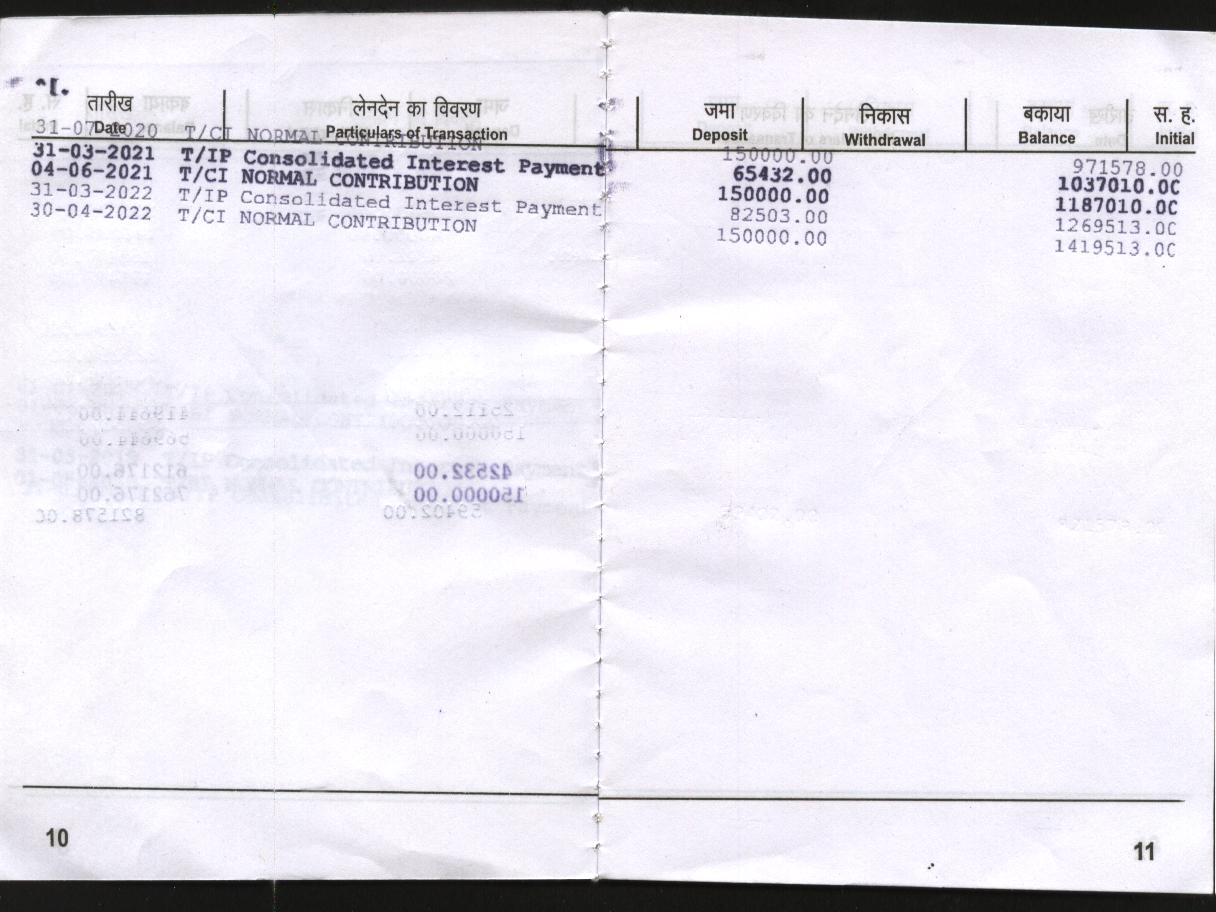 तारीख लेनदेन का विवरण जमा निकास बकाया स. ह.
Date Particulars of Transaction Deposit Withdrawal Balance Initial
31-07-2020 T/CI NORMAL CONTRIBUTION 150000.00 971578.00
31-03-2021 T/IP Consolidated Interest Payment 65432.00 1037010.0C
04-06-2021 T/CI NORMAL CONTRIBUTION 150000.00 1187010.0C
31-03-2022 T/IP Consolidated Interest Payment 82503.00 1269513.0C
30-04-2022 T/CI NORMAL CONTRIBUTION 150000.00 1419513.0C
10 11